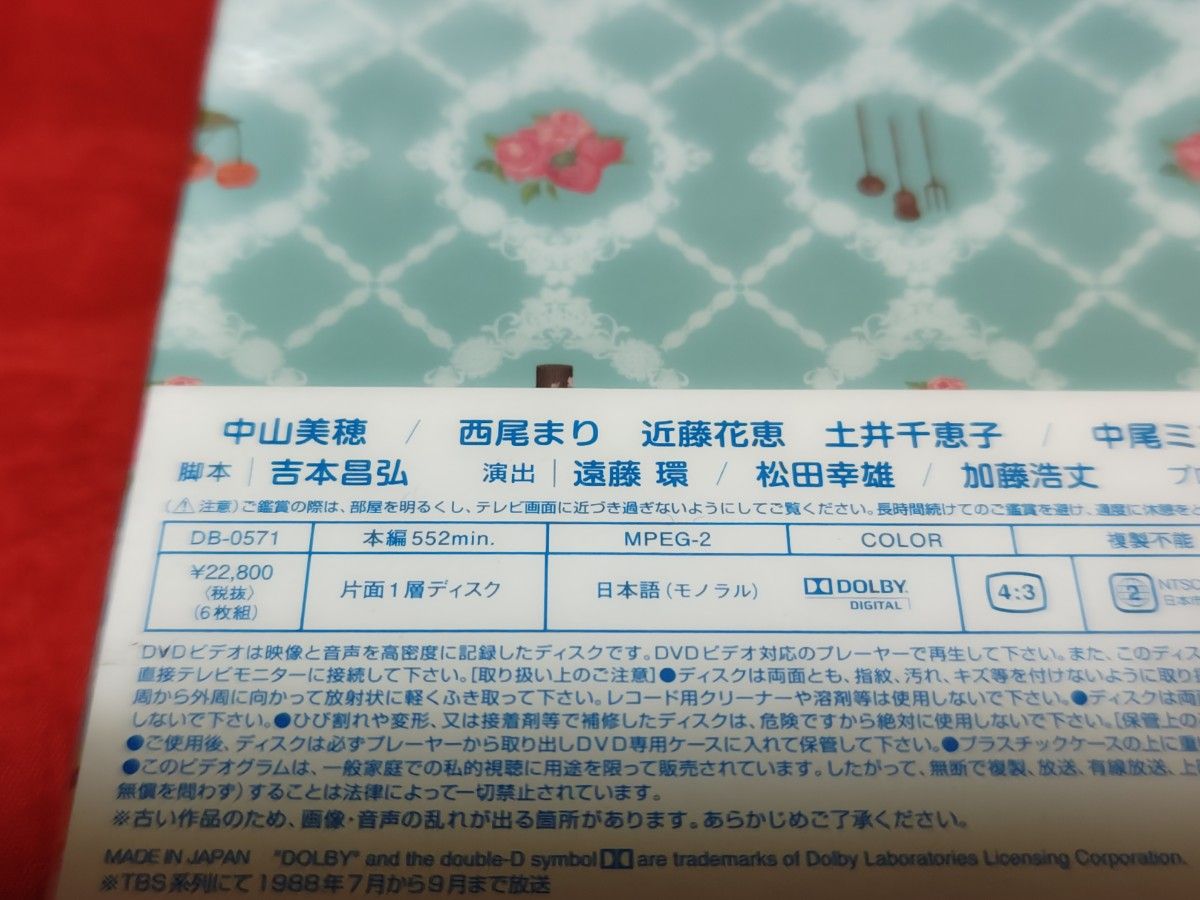 中山美穂 / 西尾まり 近藤花恵 土井千恵子 / 中尾ミ
脚本｜吉本昌弘 演出｜遠藤 環 / 松田幸雄 / 加藤浩丈 プ
(⚠注意)ご鑑賞の際は、部屋を明るくし、テレビ画面に近づき過ぎないようにしてご覧ください。長時間続けてのご鑑賞を避け、適度に休憩を
DB-0571 本編552min. MPEG-2 COLOR 複製不能
¥22,800
〈税抜〉
(6枚組)
片面1層ディスク 日本語(モノラル) DOLBY DIGITAL 4:3 2 NTSC
日本市
DVDビデオは映像と音声を高密度に記録したディスクです。DVDビデオ対応のプレーヤーで再生して下さい。また、このディス
直接テレビモニターに接続して下さい。[取り扱い上のご注意]●ディスクは両面とも、指紋、汚れ、キズ等を付けないように取り
周から外周に向かって放射状に軽くふき取って下さい。レコード用クリーナーや溶剤等は使用しないで下さい。●ディスクは両
しないで下さい。●ひび割れや変形、又は接着剤等で補修したディスクは、危険ですから絶対に使用しないで下さい。[保管上の
●ご使用後、ディスクは必ずプレーヤーから取り出しDVD専用ケースに入れて保管して下さい。●プラスチックケースの上に重
●このビデオグラムは、一般家庭での私的視聴に用途を限って販売されています。したがって、無断で複製、放送、有線放送、上
無償を問わず)することは法律によって一切禁止されています。
※古い作品のため、画像・音声の乱れが出る箇所があります。あらかじめご了承ください。
MADE IN JAPAN "DOLBY" and the double-D symbol are trademarks of Dolby Laboratories Licensing Corporation.
※TBS系列にて1988年7月から9月まで放送